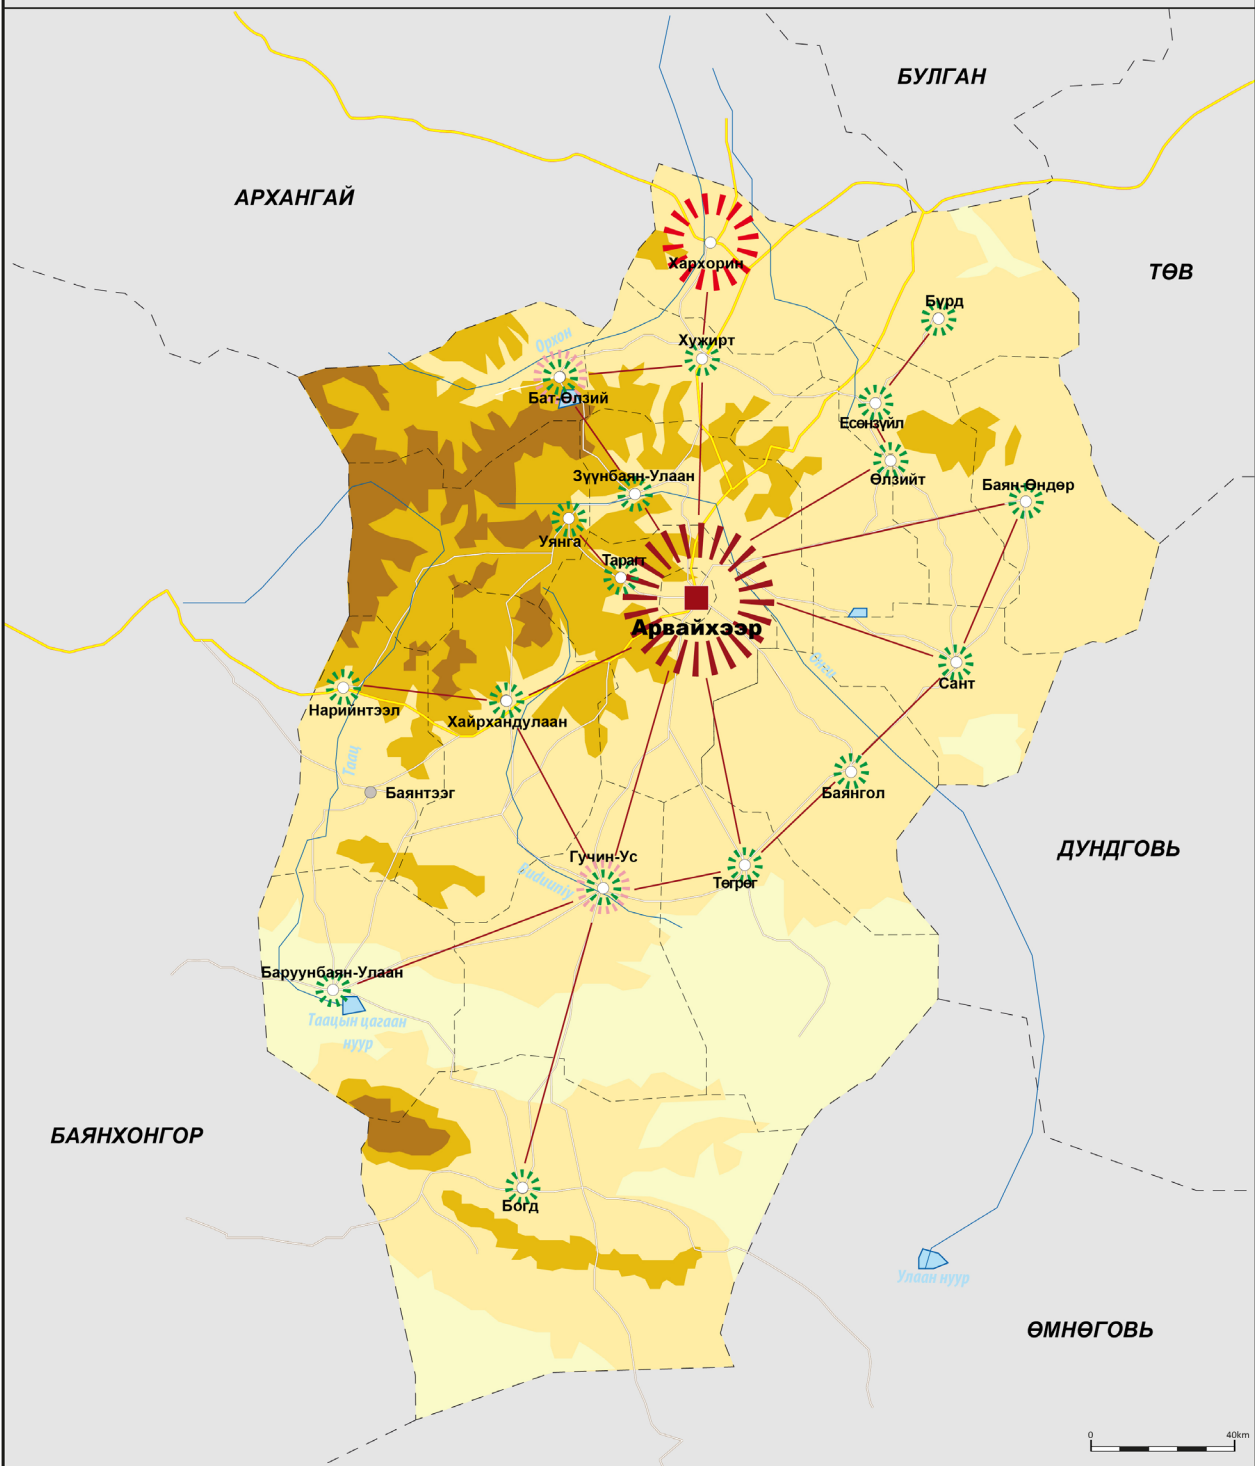 БУЛГАН
АРХАНГАЙ
Хархорин
ТӨВ
Бүрд
Орхон
Хужирт
Бат-Өлзий
Есөнзүйл
Зүүнбаян-Улаан
Өлзийт
Баян-Өндөр
Уянга
Тарагт
Арвайхээр
Онги
Сант
Нарийнтээл
Хайрхандулаан
Таац
Баянтээг
Баянгол
ДУНДГОВЬ
Гучин-Ус
Төгрөг
Баруунбаян-Улаан
Таацын цагаан
нуур
БАЯНХОНГОР
Богд
Улаан нуур
ӨМНӨГОВЬ
0
40km